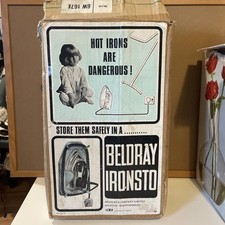 HOT IRONS
ARE
DANGEROUS!
STORE THEM SAFELY IN A...........
BELDRAY
IRONSTO